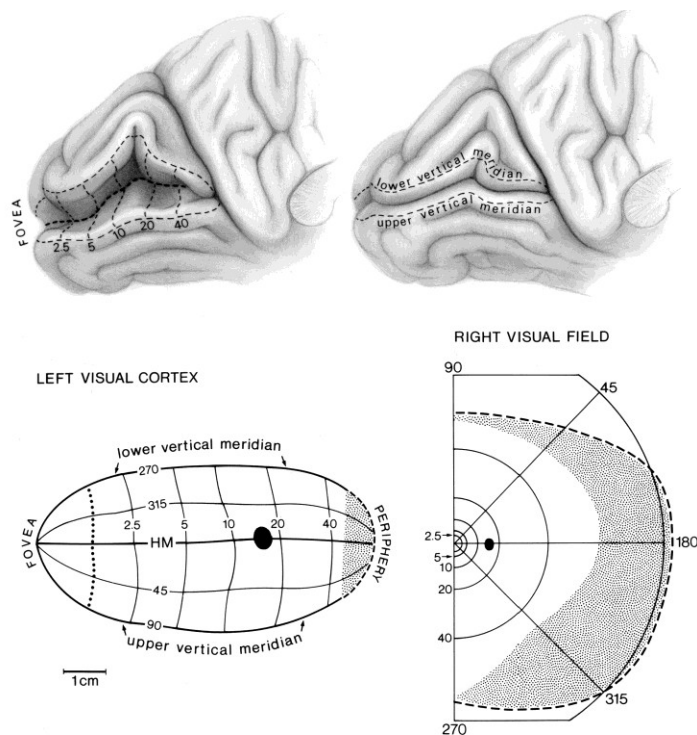 lower vertical meridian
upper vertical meridian
FOVEA
2.5 5 10 20 40
RIGHT VISUAL FIELD
LEFT VISUAL CORTEX
lower vertical meridian
270
315
2.5 5 10 20 40
FOVEA
HM
PERIPHERY
45
90
upper vertical meridian
1cm
90
45
2.5
5
10
20
40
180
315
270